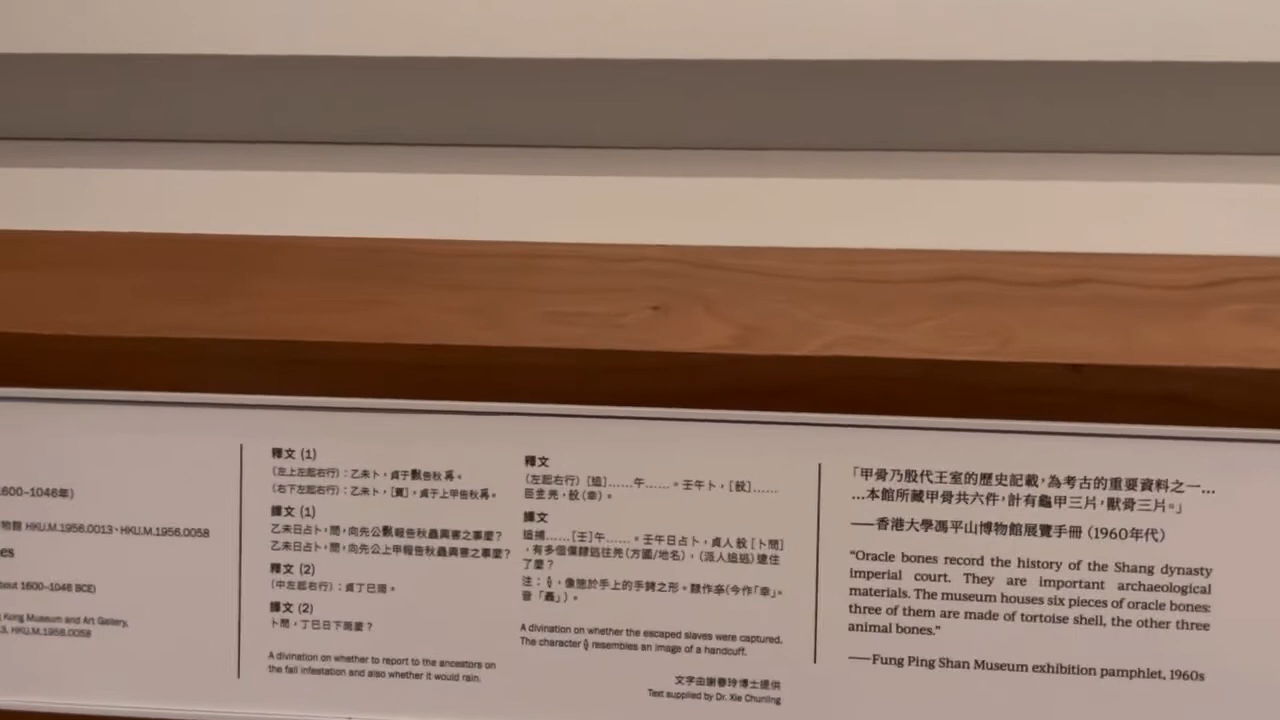 600–1046年)
物館 HKU.M.1956.0013、HKU.M.1956.0058
es
bout 1600–1046 BCE)
Kong Museum and Art Gallery,
3, HKU.M.1956.0058
釋文 (1)
(左上左起右行)：乙未卜，貞于 告秋 。
(右下左起右行)：乙未卜，[賓]，貞于上甲告秋 。
譯文 (1)
乙未日占卜，問，向先公 報告秋蟲興害之事麼？
乙未日占卜，問，向先公上甲報告秋蟲興害之事麼？
釋文 (2)
(中左起右行)：貞丁巳雨。
譯文 (2)
卜問，丁巳日下雨麼？
A divination on whether to report to the ancestors on
the fall infestation and also whether it would rain.
釋文
(左起右行) [追]……午……。壬午卜，[㱿]……
譯文
追捕……[壬]午……。壬午日占卜，貞人㱿[卜問]
，有多個僕隸逃往 (方國/地名)，(派人追逃)逮住
了麼？
注： ，像施於手上的手銬之形。隸作 (今作「幸」。
音「聶」)。
A divination on whether the escaped slaves were captured.
The character resembles an image of a handcuff.
文字由謝春玲博士提供
Text supplied by Dr. Xie Chunling
「甲骨乃殷代王室的歷史記載，為考古的重要資料之一…
…本館所藏甲骨共六件，計有龜甲三片，獸骨三片。」
——香港大學馮平山博物館展覽手冊 (1960年代)
“Oracle bones record the history of the Shang dynasty
imperial court. They are important archaeological
materials. The museum houses six pieces of oracle bones:
three of them are made of tortoise shell, the other three
animal bones.”
——Fung Ping Shan Museum exhibition pamphlet, 1960s